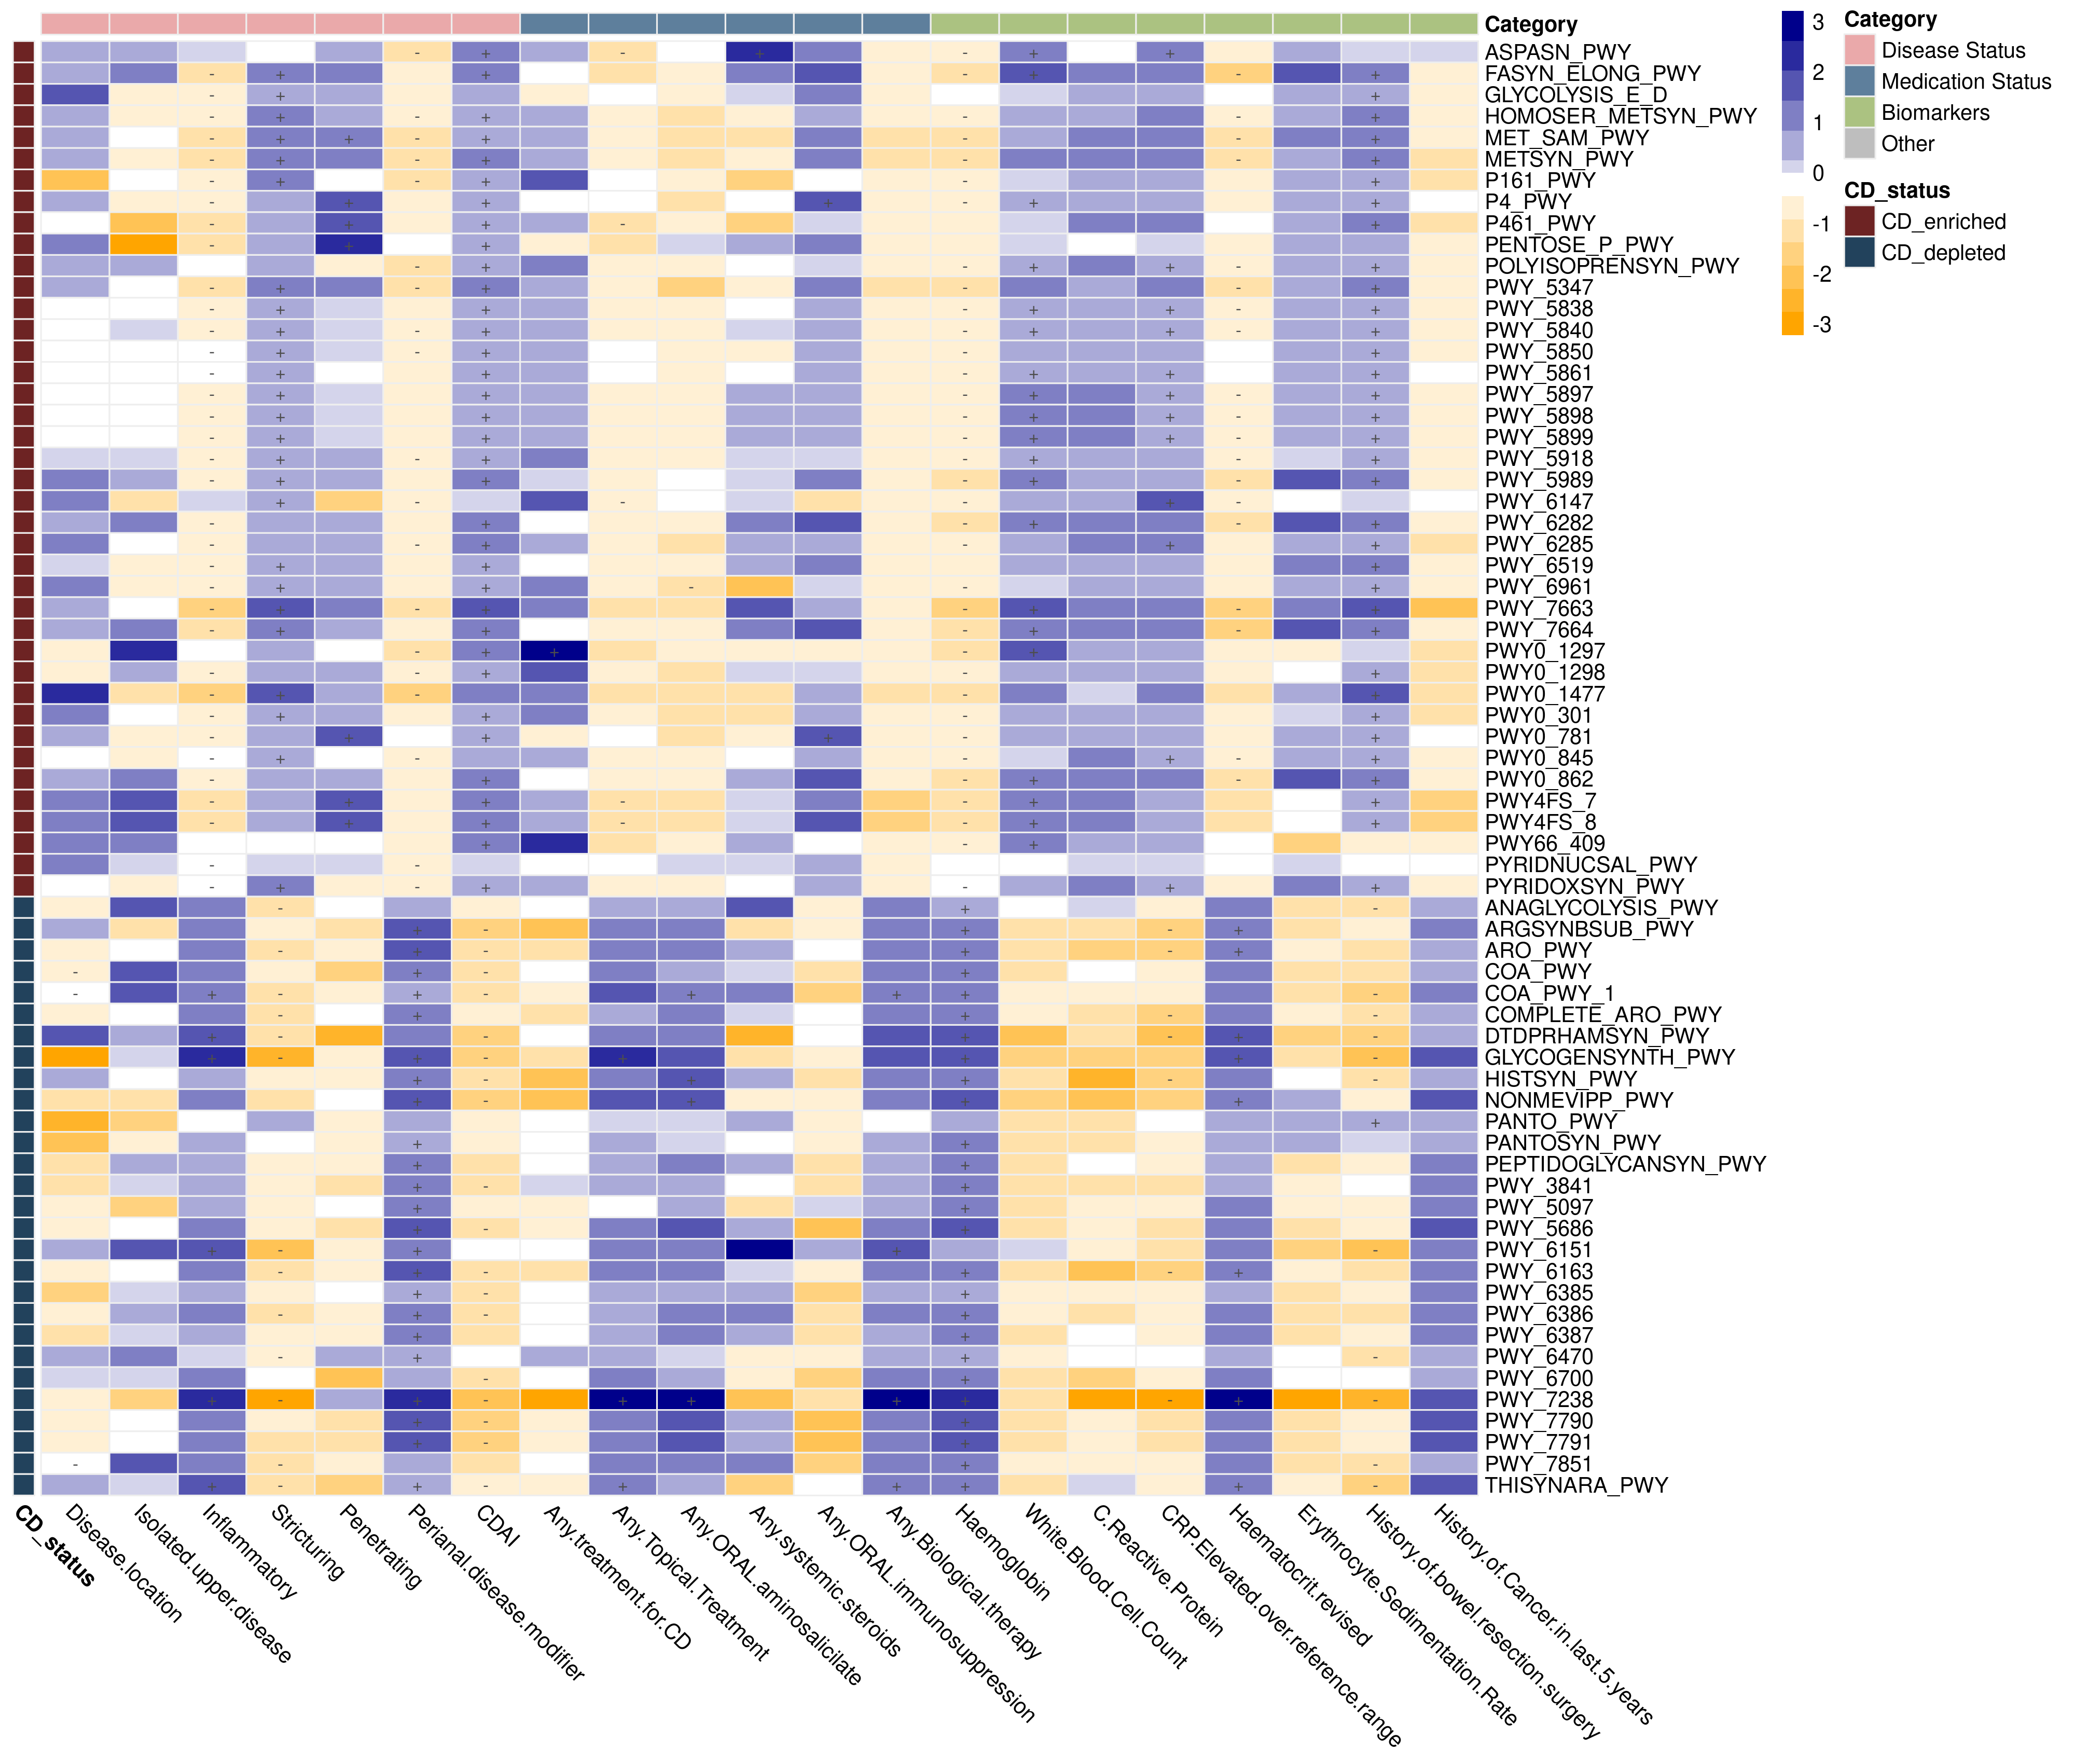 Category
ASPASN_PWY
FASYN_ELONG_PWY
GLYCOLYSIS_E_D
HOMOSER_METSYN_PWY
MET_SAM_PWY
METSYN_PWY
P161_PWY
P4_PWY
P461_PWY
PENTOSE_P_PWY
POLYISOPRENSYN_PWY
PWY_5347
PWY_5838
PWY_5840
PWY_5850
PWY_5861
PWY_5897
PWY_5898
PWY_5899
PWY_5918
PWY_5989
PWY_6147
PWY_6282
PWY_6285
PWY_6519
PWY_6961
PWY_7663
PWY_7664
PWY0_1297
PWY0_1298
PWY0_1477
PWY0_301
PWY0_781
PWY0_845
PWY0_862
PWY4FS_7
PWY4FS_8
PWY66_409
PYRIDNUCSAL_PWY
PYRIDOXSYN_PWY
ANAGLYCOLYSIS_PWY
ARGSYNBSUB_PWY
ARO_PWY
COA_PWY
COA_PWY_1
COMPLETE_ARO_PWY
DTDPRHAMSYN_PWY
GLYCOGENSYNTH_PWY
HISTSYN_PWY
NONMEVIPP_PWY
PANTO_PWY
PANTOSYN_PWY
PEPTIDOGLYCANSYN_PWY
PWY_3841
PWY_5097
PWY_5686
PWY_6151
PWY_6163
PWY_6385
PWY_6386
PWY_6387
PWY_6470
PWY_6700
PWY_7238
PWY_7790
PWY_7791
PWY_7851
THISYNARA_PWY
CD_status
Disease.location
Isolated.upper.disease
Inflammatory
Stricturing
Penetrating
Perianal.disease.modifier
CDAI
Any.treatment.for.CD
Any.Topical.Treatment
Any.ORAL.aminosalicilate
Any.systemic.steroids
Any.ORAL.immunosuppression
Any.Biological.therapy
Haemoglobin
White.Blood.Cell.Count
C.Reactive.Protein
CRP.Elevated.over.reference.range
Haematocrit.revised
Erythrocyte.Sedimentation.Rate
History.of.bowel.resection.surgery
History.of.Cancer.in.last.5.years
3
2
1
0
-1
-2
-3
Category
Disease Status
Medication Status
Biomarkers
Other
CD_status
CD_enriched
CD_depleted